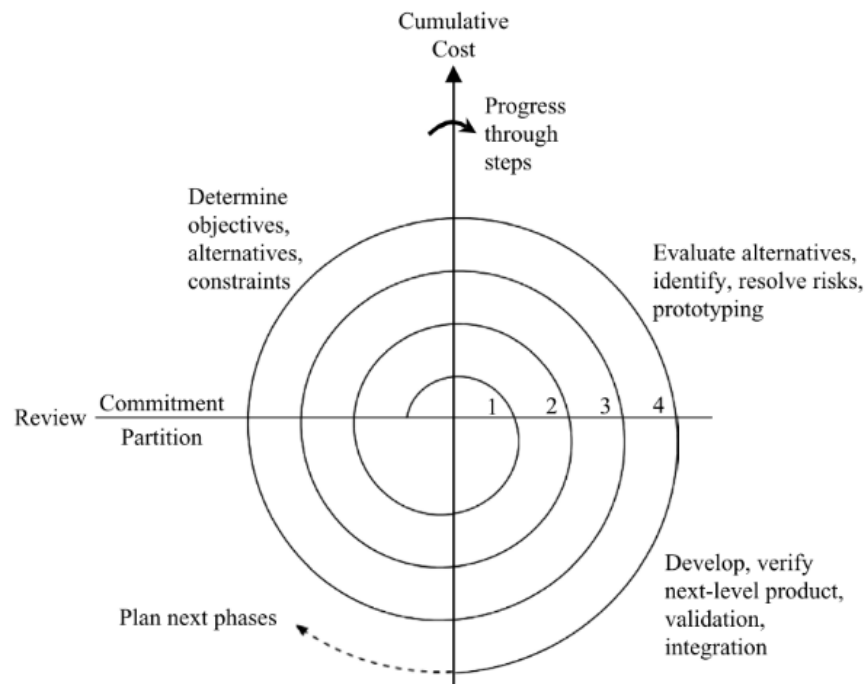 Cumulative
Cost
Progress
through
steps
Determine
objectives,
alternatives,
constraints
Evaluate alternatives,
identify, resolve risks,
prototyping
Review
Commitment
Partition
1 2 3 4
Develop, verify
next-level product,
validation,
integration
Plan next phases